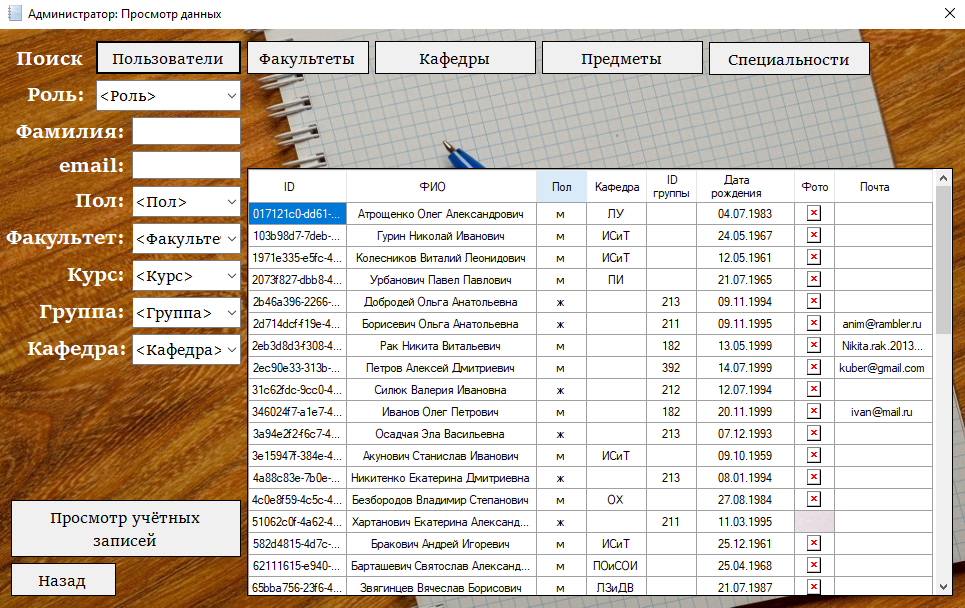 Администратор: Просмотр данных
Поиск Пользователи Факультеты Кафедры Предметы Специальности
Роль: <Роль>
Фамилия:
email:
Пол: <Пол>
Факультет: <Факульте
Курс: <Курс>
Группа: <Группа>
Кафедра: <Кафедра>
Просмотр учётных
записей
Назад
ID ФИО Пол Кафедра ID группы Дата рождения Фото Почта
017121c0-dd61-... Атрощенко Олег Александрович м ПУ 04.07.1983
103b98d7-7deb-... Гурин Николай Иванович м ИСиТ 24.05.1967
1971e335-e5fc-4... Колесников Виталий Леонидович м ИСиТ 12.05.1961
2073f827-dbb8-4... Урбанович Павел Павлович м ПИ 21.07.1965
2b46a396-2266-... Добродей Ольга Анатольевна ж 213 09.11.1994
2d714dcf-f19e-4... Борисевич Ольга Анатольевна ж 211 09.11.1995 anim@rambler.ru
2eb3d8d3-f308-4... Рак Никита Витальевич м 182 13.05.1999 Nikita.rak.2013...
2ec90e33-313b-... Петров Алексей Дмитриевич м 392 14.07.1999 kuber@gmail.com
31c62fdc-9cc0-4... Силюк Валерия Ивановна ж 212 12.07.1994
346024f7-a1e7-4... Иванов Олег Петрович м 182 20.11.1999 ivan@mail.ru
3a94e2f2-f6c7-4... Осадчая Эла Васильевна ж 213 07.12.1993
3e15947f-384e-4... Акунович Станислав Иванович м ИСиТ 09.10.1959
4a88c83e-7b0e-... Никитенко Екатерина Дмитриевна ж 213 08.01.1994
4c0e8f59-4c5c-4... Безбородов Владимир Степанович м ОХ 27.08.1984
51062c0f-4a62-4... Хартанович Екатерина Александ... ж 211 11.03.1995
582d4815-4d7c-... Бракович Андрей Игоревич м ИСиТ 25.12.1961
62111615-e940-... Барташевич Святослав Александ... м ПОиСОИ 25.04.1968
65bba756-23f6-4... Звягинцев Вячеслав Борисович м ЛЗиДВ 21.07.1987